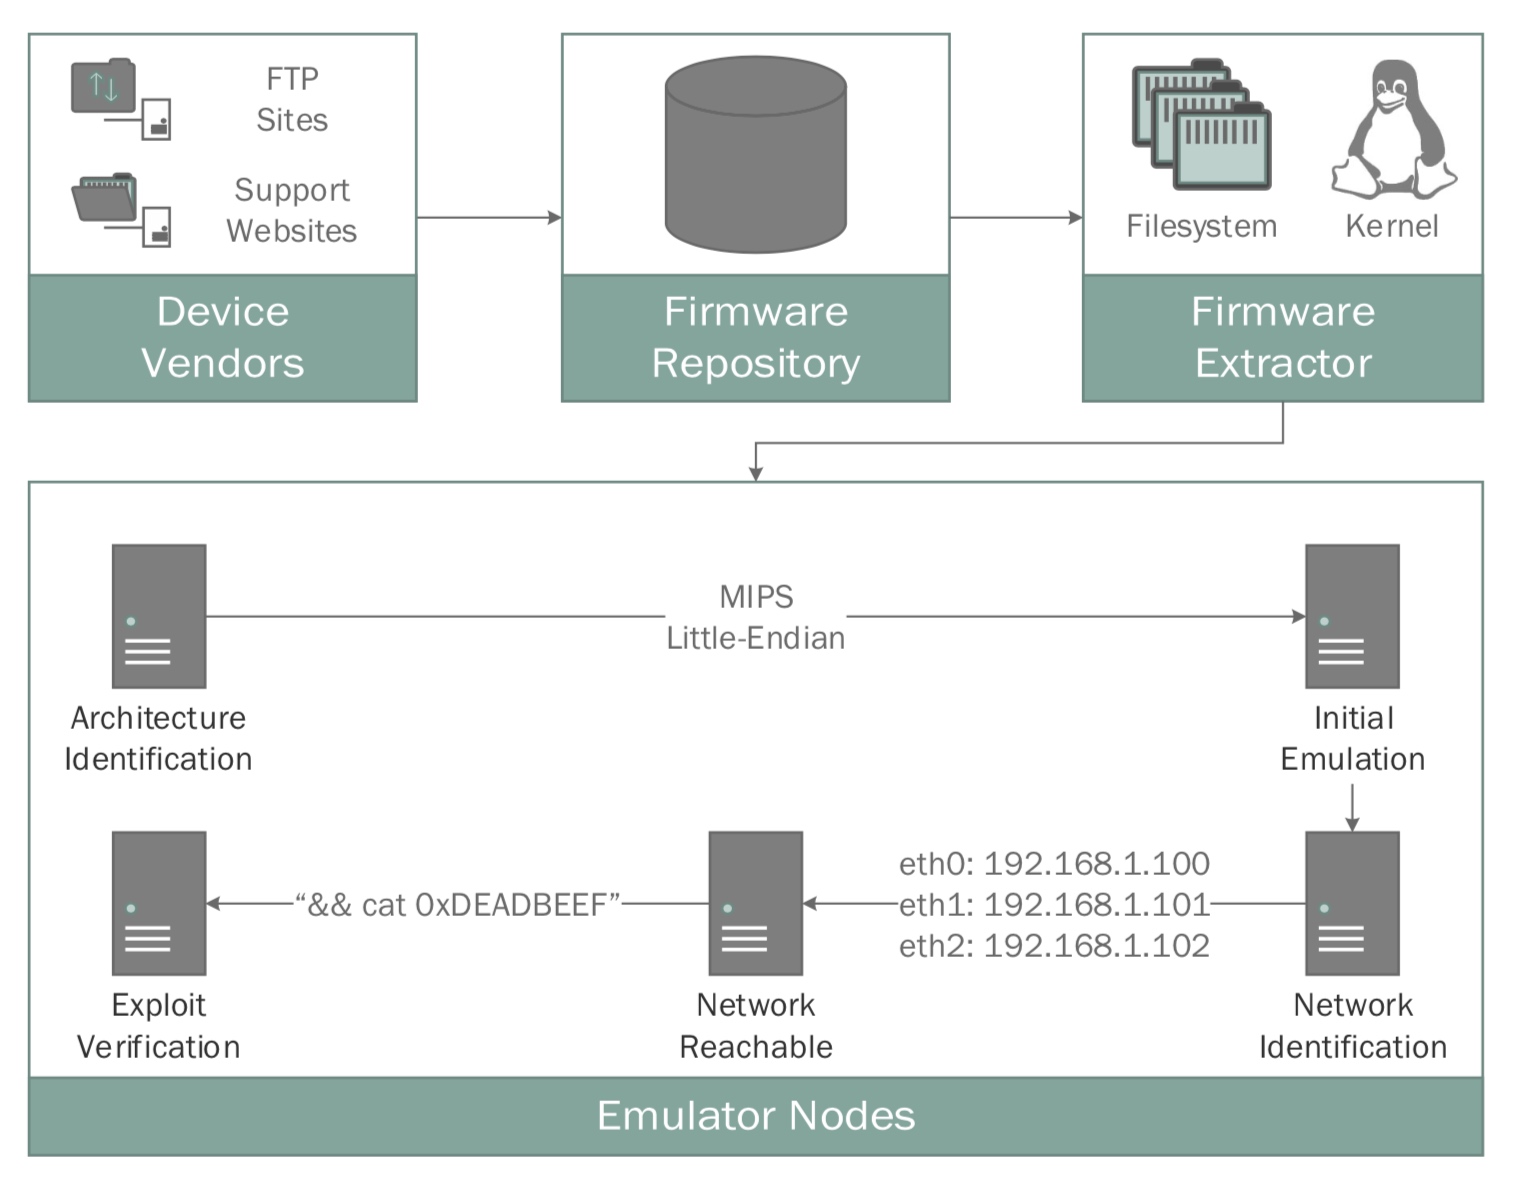 FTP
Sites
Support
Websites
Device
Vendors
Firmware
Repository
Filesystem
Kernel
Firmware
Extractor
MIPS
Little-Endian
Architecture
Identification
Initial
Emulation
“&& cat 0xDEADBEEF”
eth0: 192.168.1.100
eth1: 192.168.1.101
eth2: 192.168.1.102
Exploit
Verification
Network
Reachable
Network
Identification
Emulator Nodes